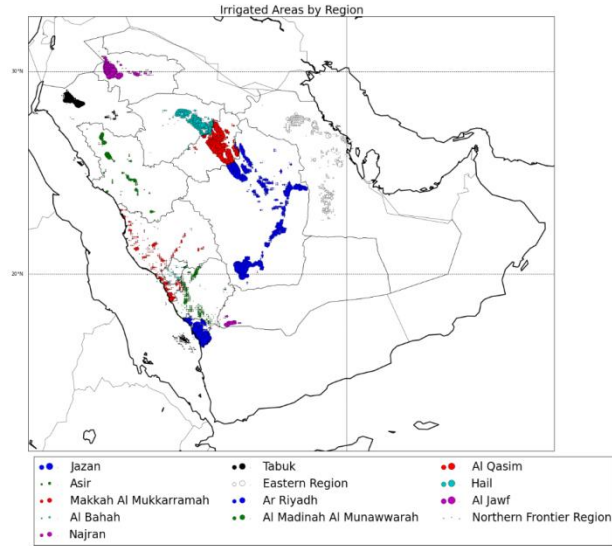 Irrigated Areas by Region
30°N
20°N
Jazan
Asir
Makkah Al Mukkarramah
Al Bahah
Najran
Tabuk
Eastern Region
Ar Riyadh
Al Madinah Al Munawwarah
Al Qasim
Hail
Al Jawf
Northern Frontier Region